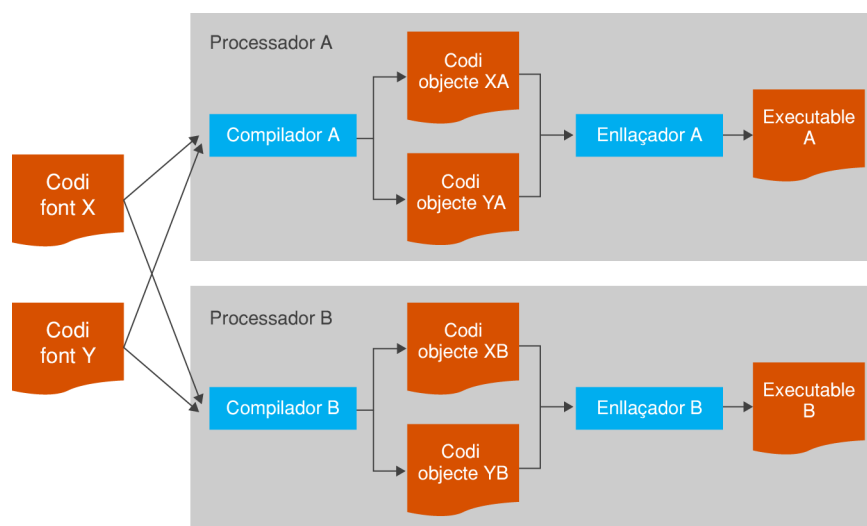 Processador A
Codi
objecte XA
Compilador A
Enllaçador A
Executable
A
Codi
objecte YA
Codi
font X
Codi
font Y
Processador B
Codi
objecte XB
Compilador B
Enllaçador B
Executable
B
Codi
objecte YB